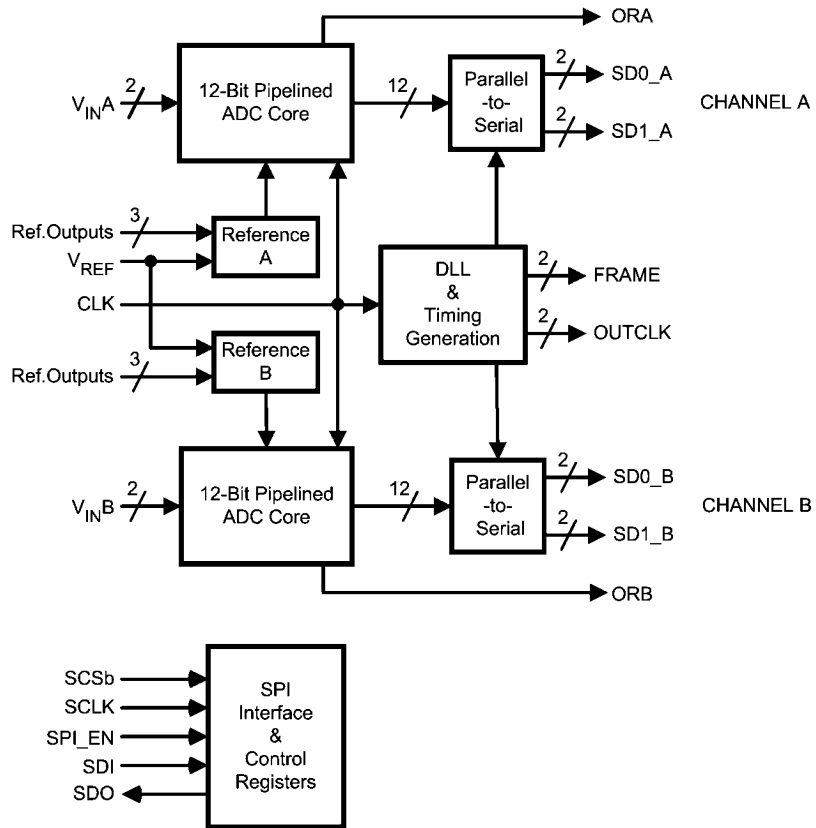 ORA
2
V_IN A
12-Bit Pipelined
ADC Core
12
Parallel
-to-
Serial
2
SD0_A
2
SD1_A
CHANNEL A
Ref.Outputs
3
V_REF
Reference
A
CLK
DLL
&
Timing
Generation
2
FRAME
2
OUTCLK
Reference
B
Ref.Outputs
3
V_IN B
2
12-Bit Pipelined
ADC Core
12
Parallel
-to-
Serial
2
SD0_B
2
SD1_B
CHANNEL B
ORB
SCSb
SCLK
SPI_EN
SDI
SDO
SPI
Interface
&
Control
Registers